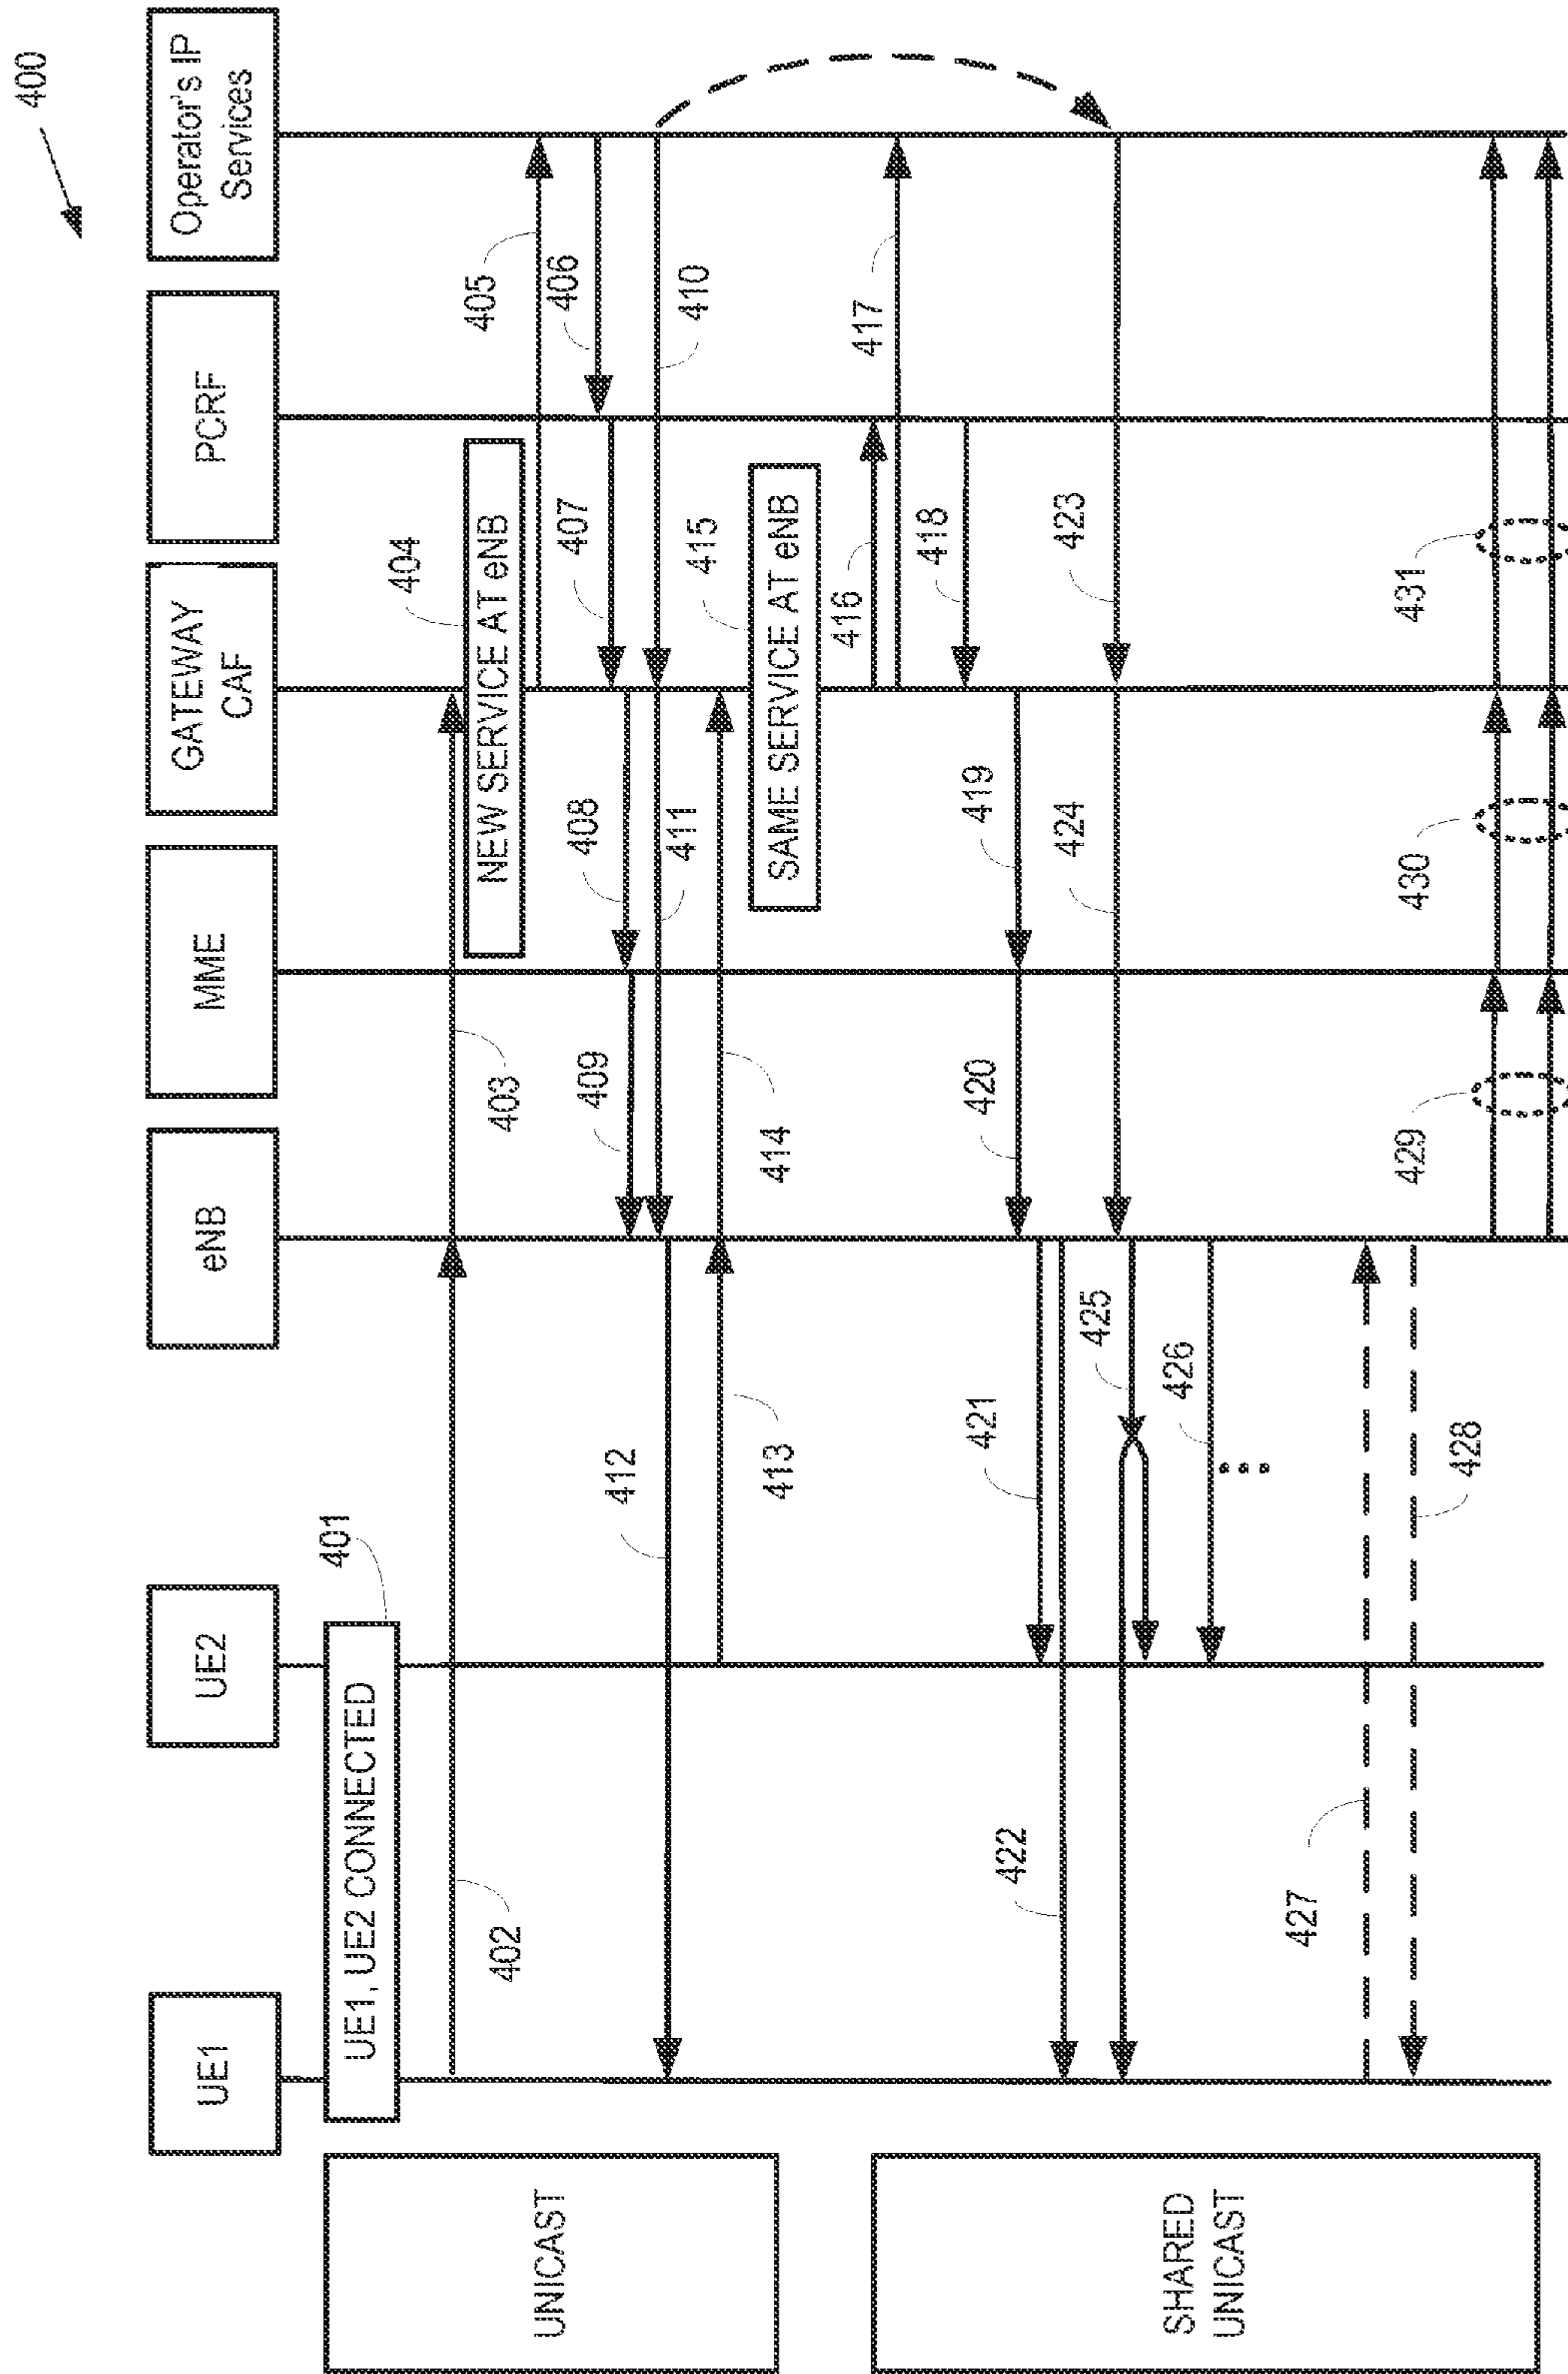 400
UE1
UE2
eNB
MME
GATEWAY
CAF
PCRF
Operator's IP
Services
UNICAST
UE1, UE2 CONNECTED
401
402
403
404
NEW SERVICE AT eNB
405
406
407
408
409
410
411
412
413
414
415
SAME SERVICE AT eNB
SHARED
UNICAST
416
417
418
419
420
421
422
423
424
425
426
427
428
429
430
431